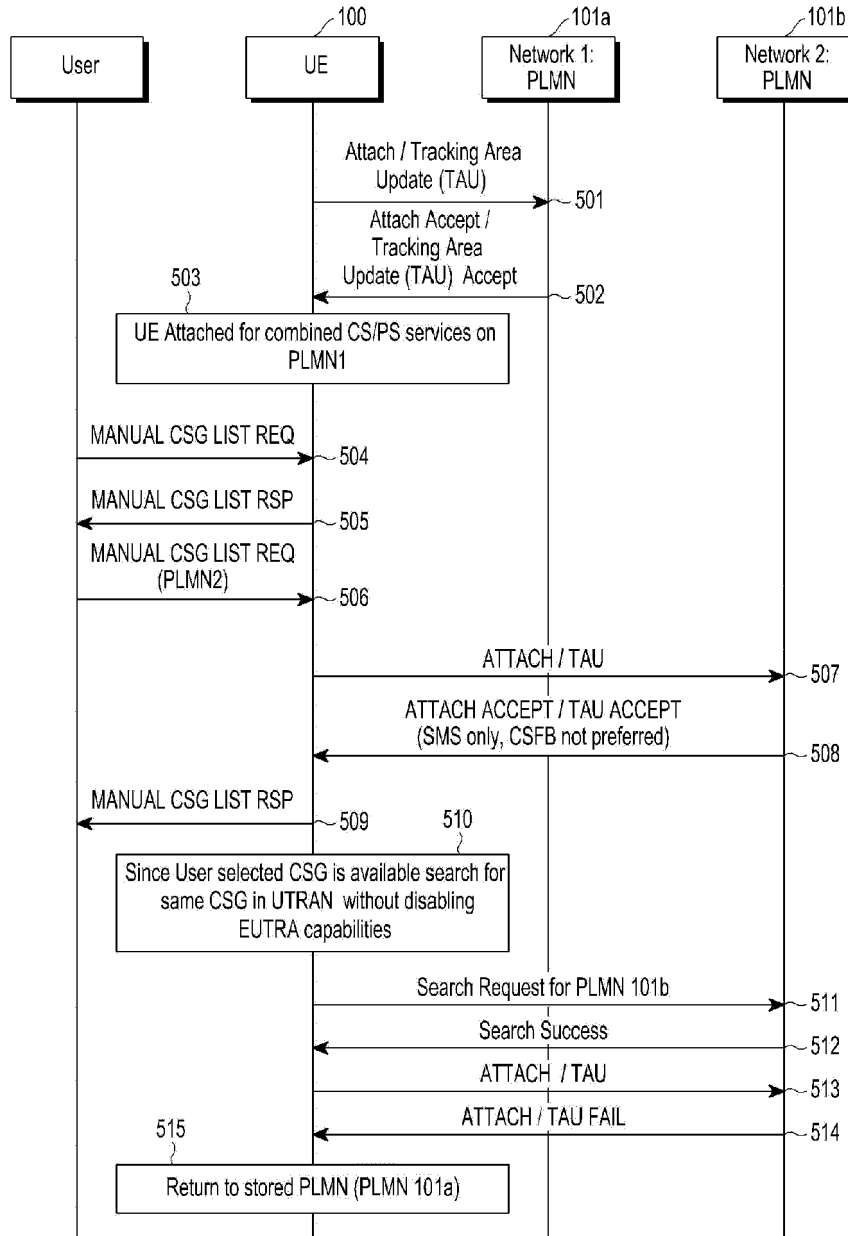 100
101a
101b
User
UE
Network 1:
PLMN
Network 2:
PLMN
Attach / Tracking Area
Update (TAU)
501
Attach Accept /
Tracking Area
Update (TAU) Accept
502
503
UE Attached for combined CS/PS services on
PLMN1
MANUAL CSG LIST REQ
504
MANUAL CSG LIST RSP
505
MANUAL CSG LIST REQ
(PLMN2)
506
ATTACH / TAU
507
ATTACH ACCEPT / TAU ACCEPT
(SMS only, CSFB not preferred)
508
MANUAL CSG LIST RSP
509
510
Since User selected CSG is available search for
same CSG in UTRAN without disabling
EUTRA capabilities
Search Request for PLMN 101b
511
Search Success
512
ATTACH / TAU
513
ATTACH / TAU FAIL
514
515
Return to stored PLMN (PLMN 101a)